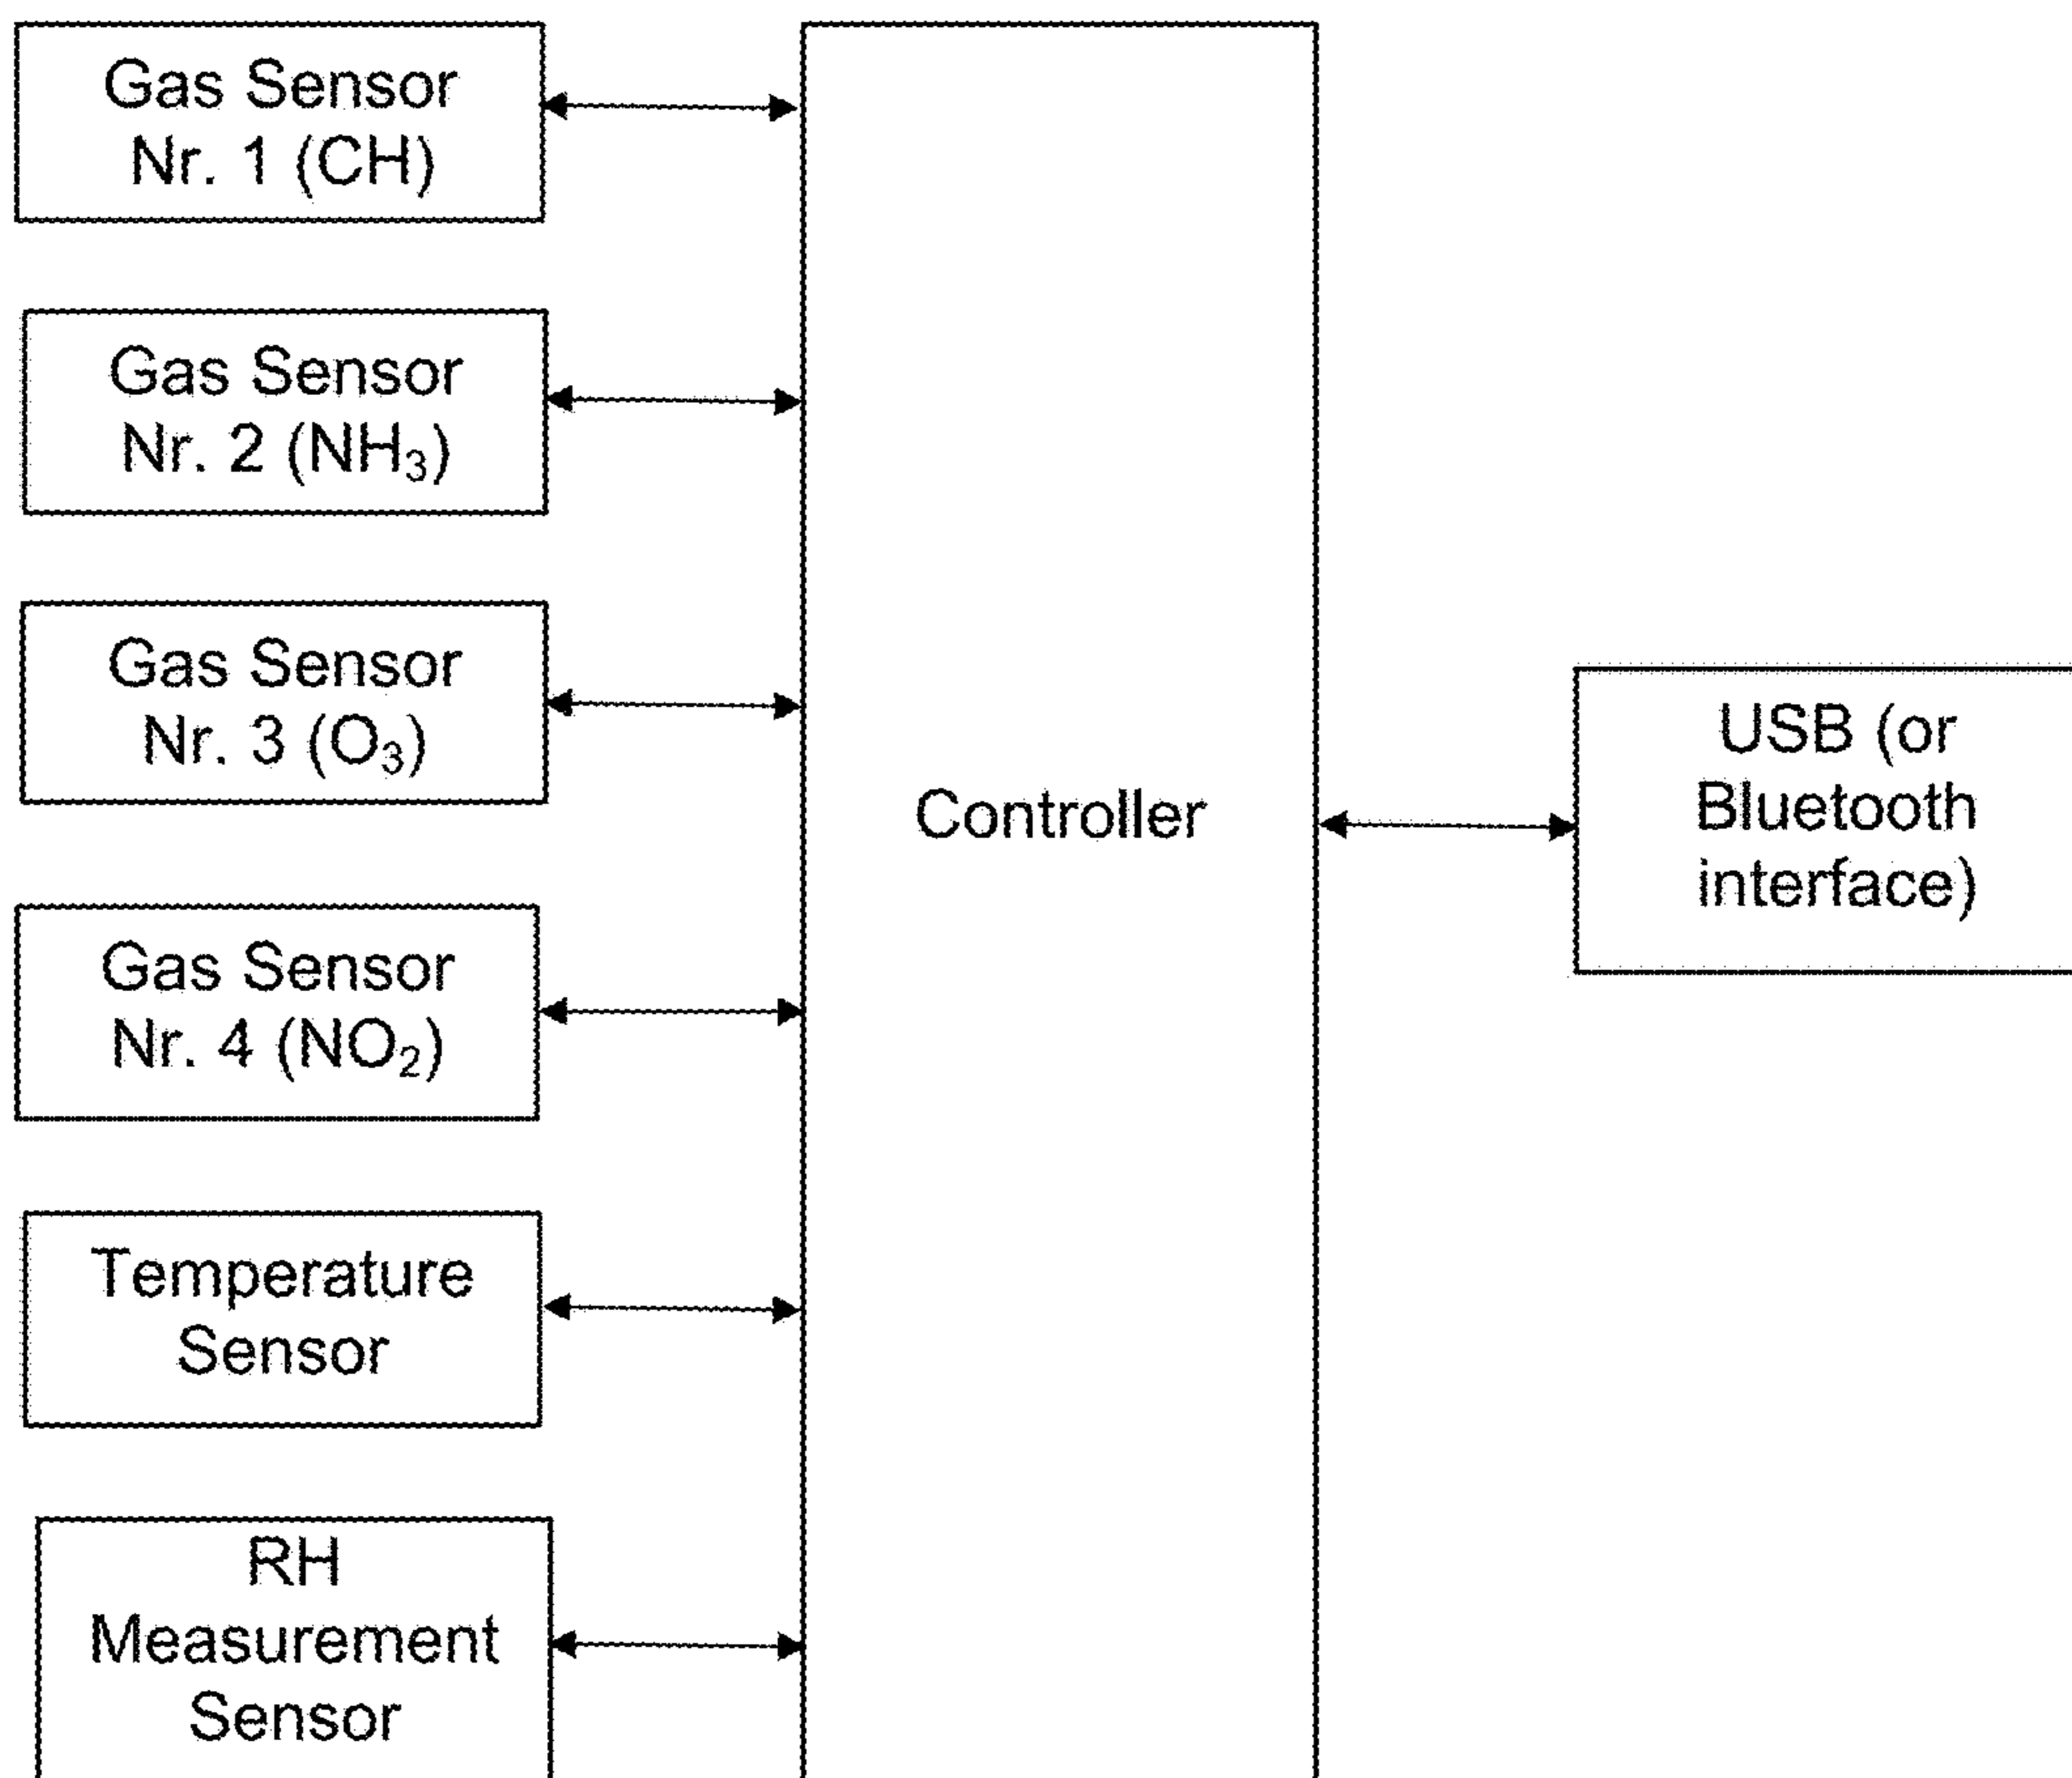 Gas Sensor
Nr. 1 (CH)
Gas Sensor
Nr. 2 (NH₃)
Gas Sensor
Nr. 3 (O₃)
Gas Sensor
Nr. 4 (NO₂)
Temperature
Sensor
RH
Measurement
Sensor
Controller
USB (or
Bluetooth
interface)